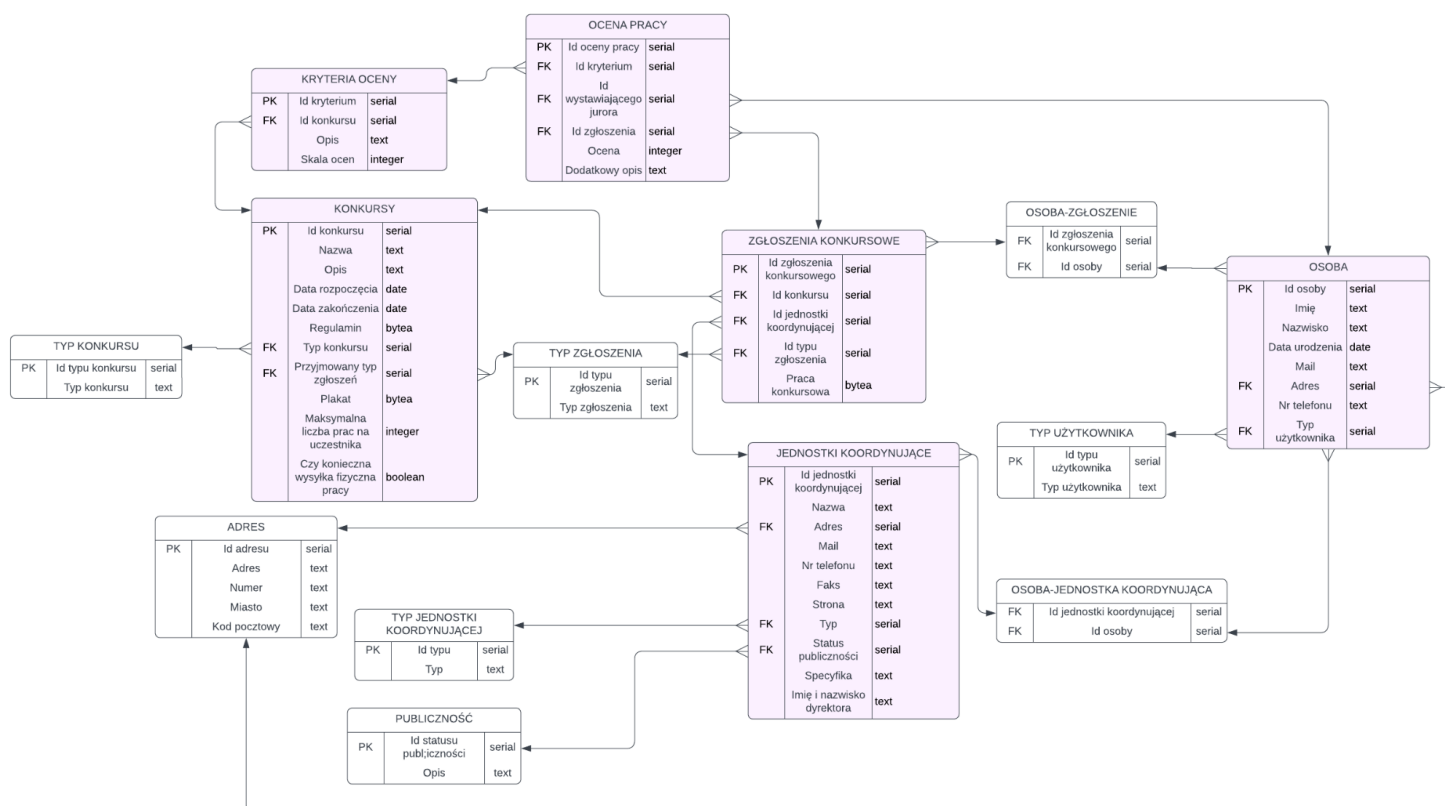 OCENA PRACY
PK Id oceny pracy serial
FK Id kryterium serial
Id
FK wystawiającego serial
jurora
FK Id zgłoszenia serial
Ocena integer
Dodatkowy opis text
KRYTERIA OCENY
PK Id kryterium serial
FK Id konkursu serial
Opis text
Skala ocen integer
KONKURSY
PK Id konkursu serial
Nazwa text
Opis text
Data rozpoczęcia date
Data zakończenia date
Regulamin bytea
FK Typ konkursu serial
FK Przyjmowany typ serial
zgłoszeń
Plakat bytea
Maksymalna
liczba prac na integer
uczestnika
Czy konieczna
wysyłka fizyczna boolean
pracy
TYP KONKURSU
PK Id typu konkursu serial
Typ konkursu text
TYP ZGŁOSZENIA
PK Id typu serial
zgłoszenia
Typ zgłoszenia text
ZGŁOSZENIA KONKURSOWE
PK Id zgłoszenia serial
konkursowego
FK Id konkursu serial
FK Id jednostki serial
koordynującej
FK Id typu serial
zgłoszenia
Praca bytea
konkursowa
OSOBA-ZGŁOSZENIE
FK Id zgłoszenia serial
konkursowego
FK Id osoby serial
OSOBA
PK Id osoby serial
Imię text
Nazwisko text
Data urodzenia date
Mail text
FK Adres serial
Nr telefonu text
FK Typ serial
użytkownika
TYP UŻYTKOWNIKA
PK Id typu serial
użytkownika
Typ użytkownika text
JEDNOSTKI KOORDYNUJĄCE
PK Id jednostki serial
koordynującej
Nazwa text
FK Adres serial
Mail text
Nr telefonu text
Faks text
Strona text
FK Typ serial
FK Status serial
publiczności
Specyfika text
Imię i nazwisko text
dyrektora
ADRES
PK Id adresu serial
Adres text
Numer text
Miasto text
Kod pocztowy text
TYP JEDNOSTKI
KOORDYNUJĄCEJ
PK Id typu serial
Typ text
OSOBA-JEDNOSTKA KOORDYNUJĄCA
FK Id jednostki koordynującej serial
FK Id osoby serial
PUBLICZNOŚĆ
PK Id statusu serial
publ;iczności
Opis text